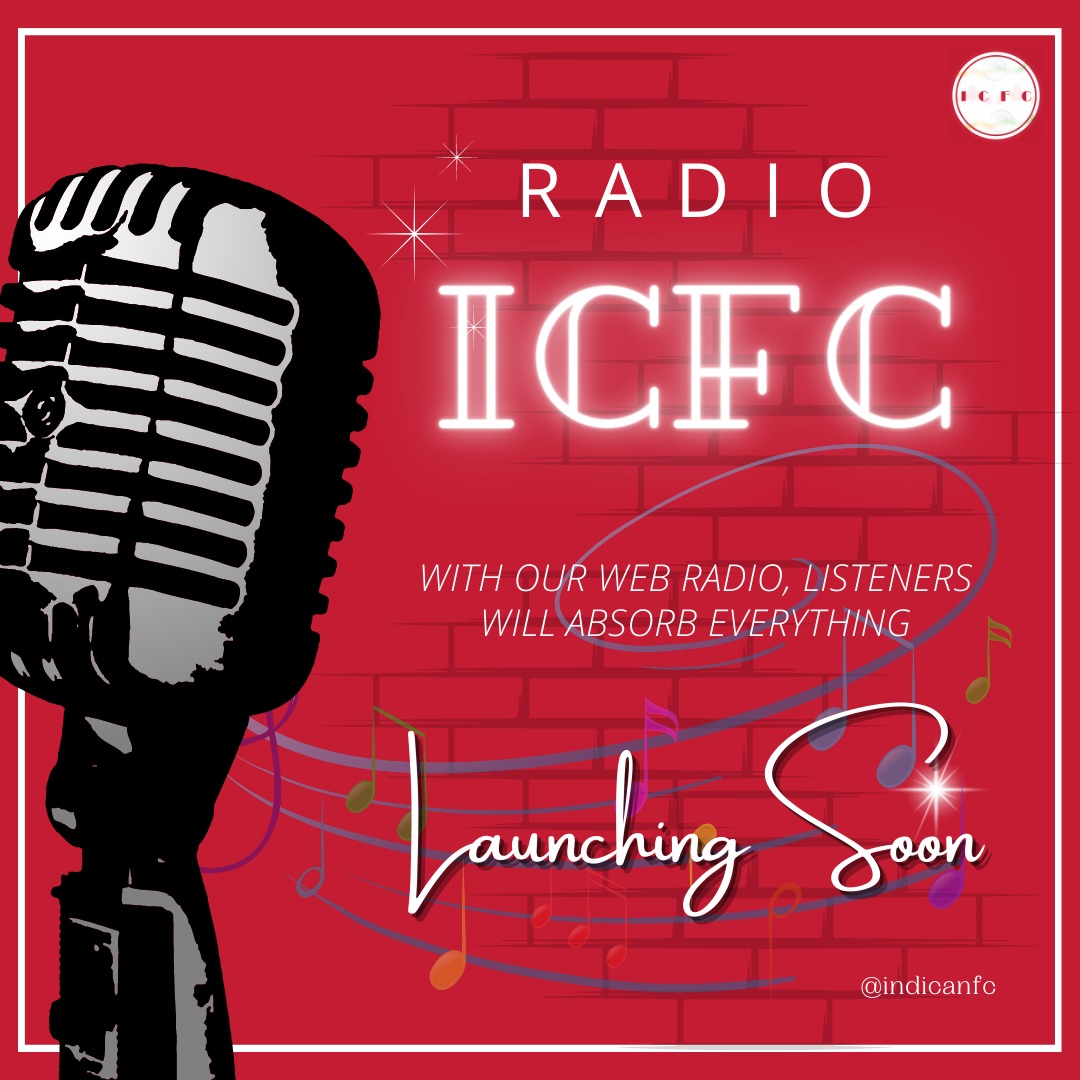 I C F C
RADIO
ICFC
WITH OUR WEB RADIO, LISTENERS
WILL ABSORB EVERYTHING
Launching Soon
@indicanfc